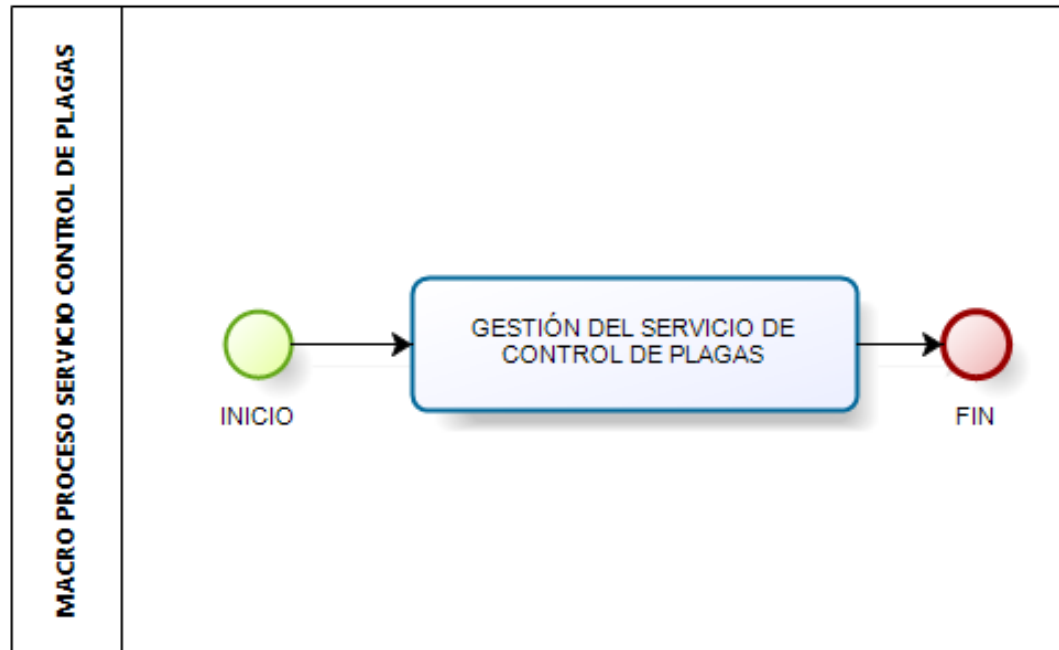 MACRO PROCESO SERVICIO CONTROL DE PLAGAS
GESTIÓN DEL SERVICIO DE
CONTROL DE PLAGAS
INICIO
FIN